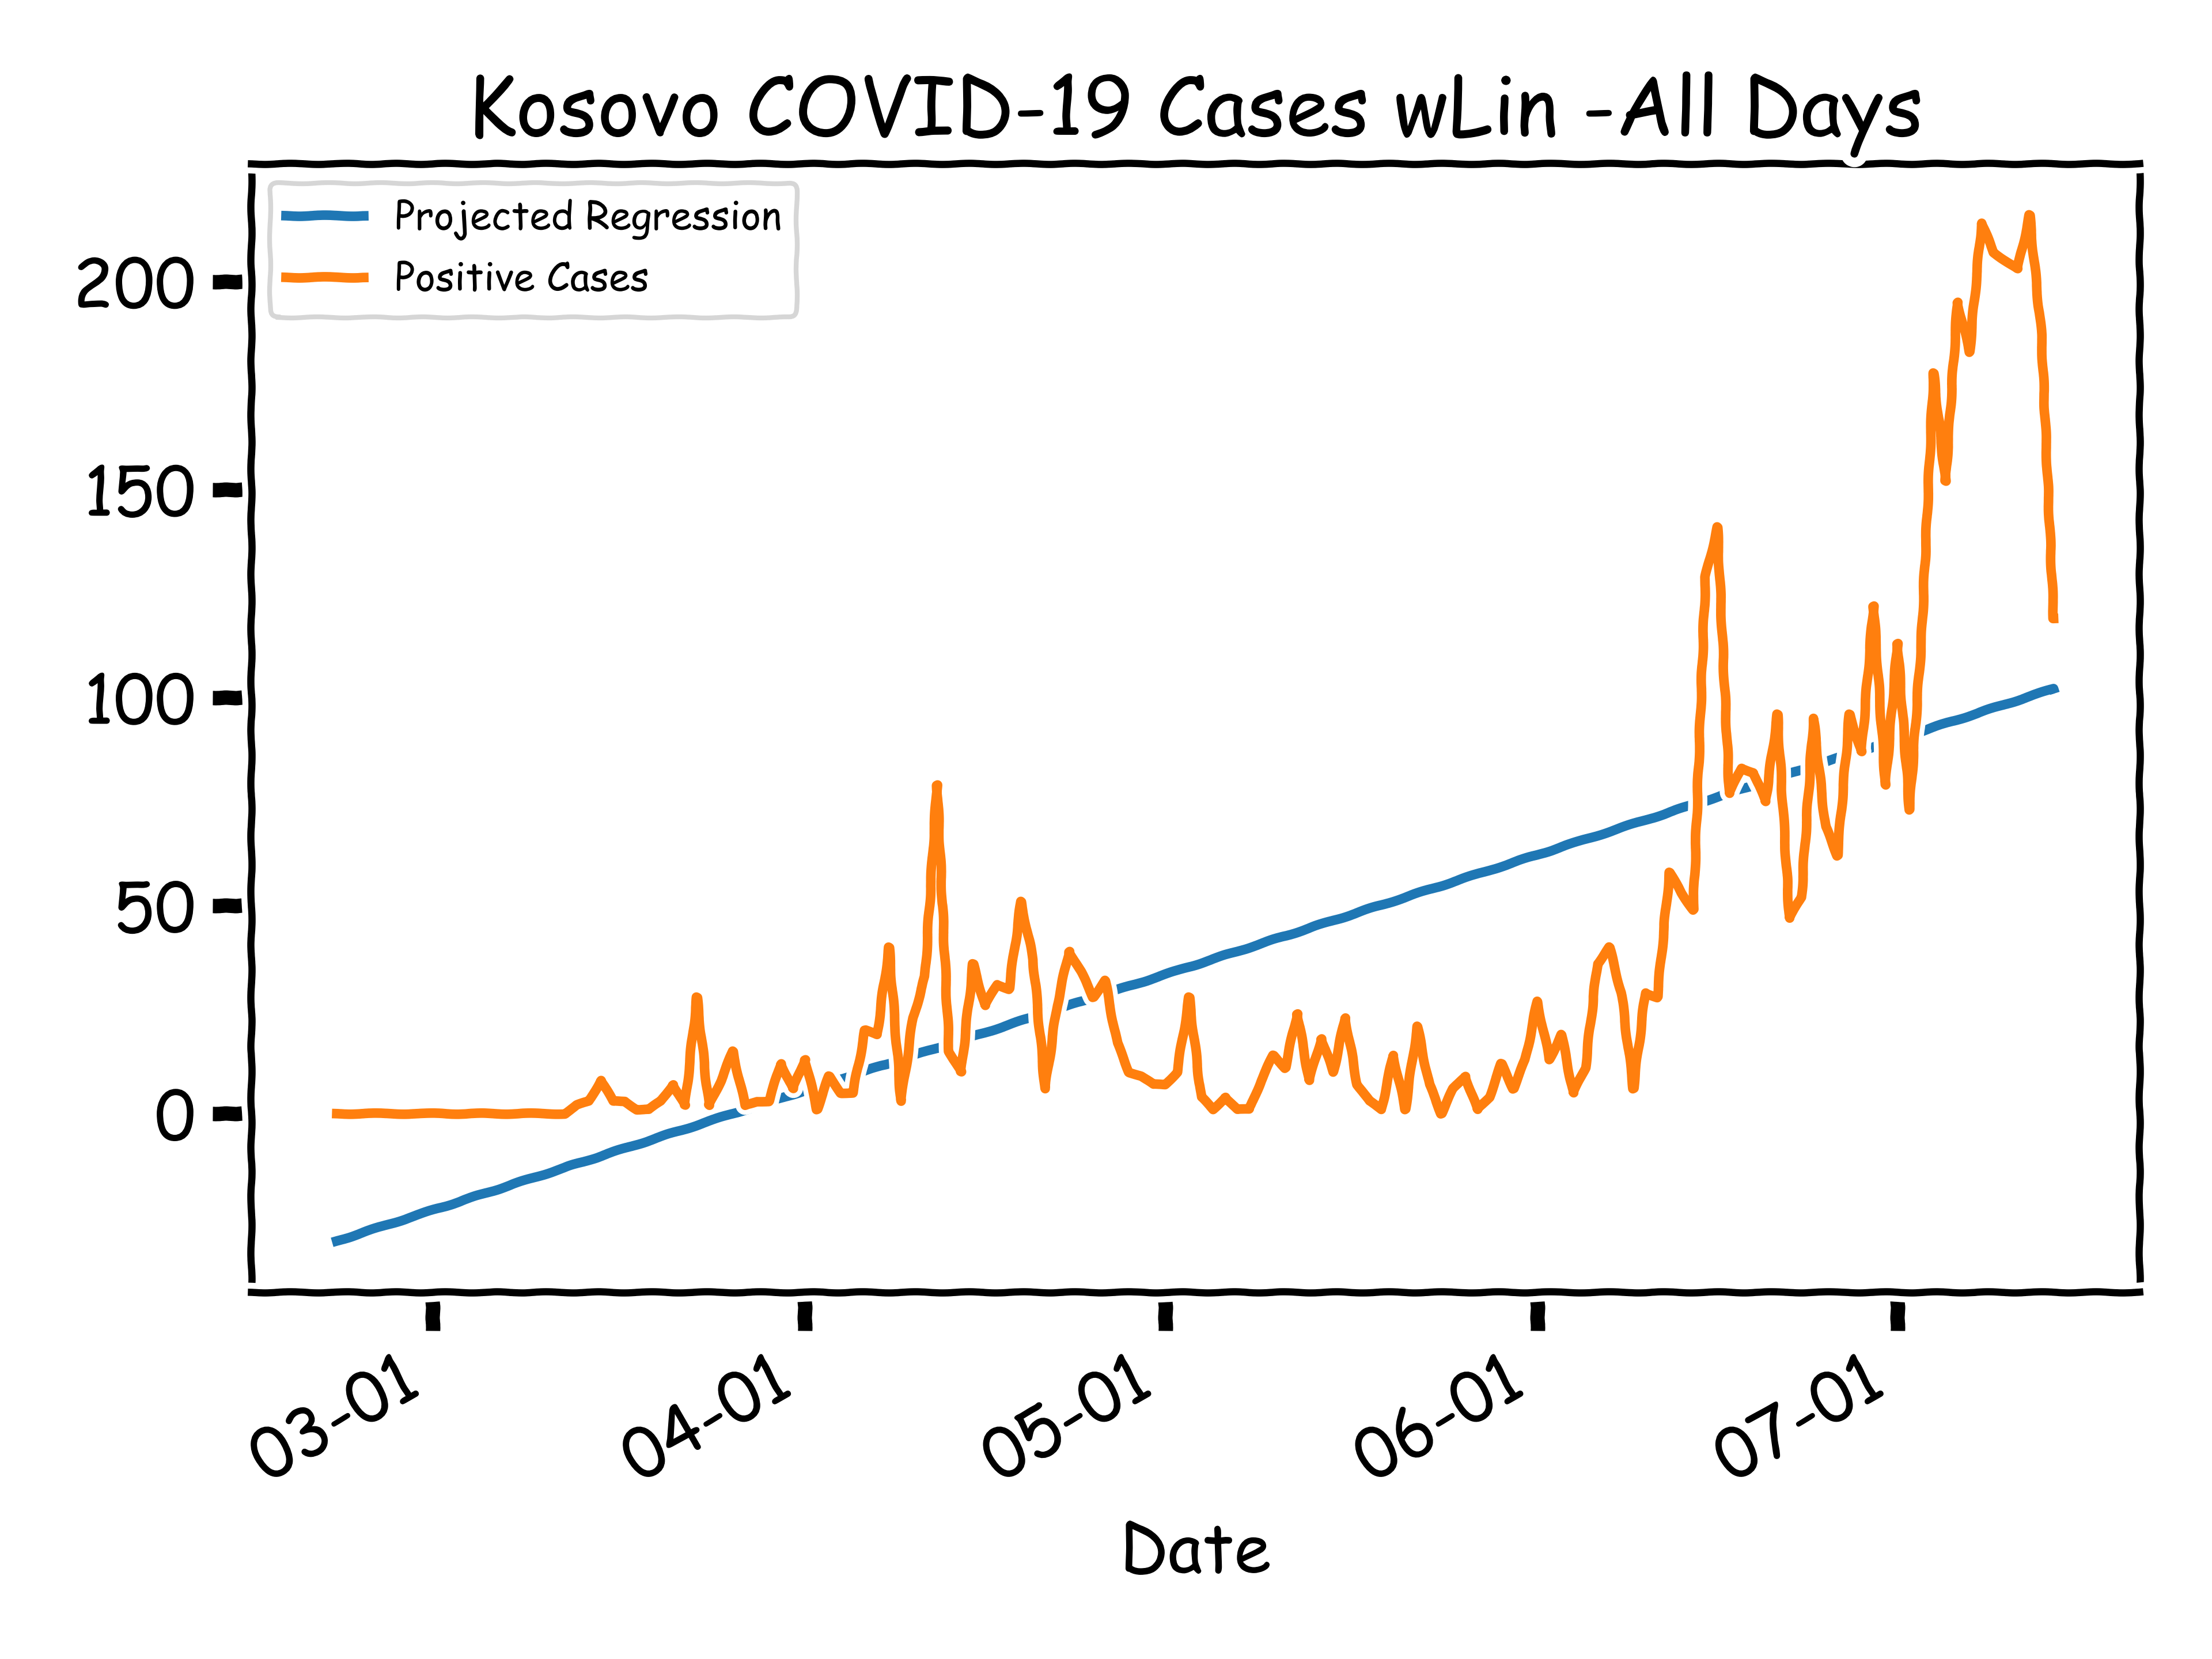 Kosovo COVID-19 Cases wLin -All Days
Projected Regression
Positive Cases
200
150
100
50
0
03-01
04-01
05-01
06-01
07-01
Date